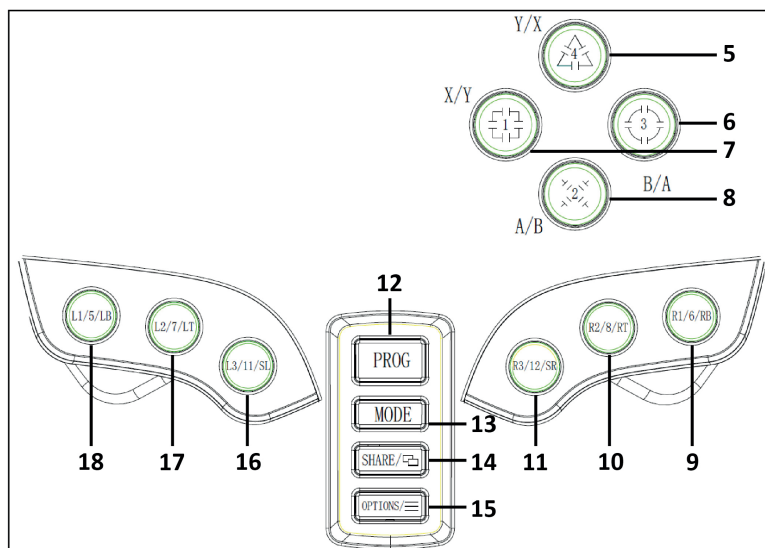 Y/X
4
5
X/Y
1
3
6
7
2
8
B/A
A/B
12
L1/5/LB
L2/7/LT
L3/11/SL
PROG
R3/12/SR
R2/8/RT
R1/6/RB
MODE
13
SHARE/
14
OPTIONS/
15
18
17
16
11
10
9